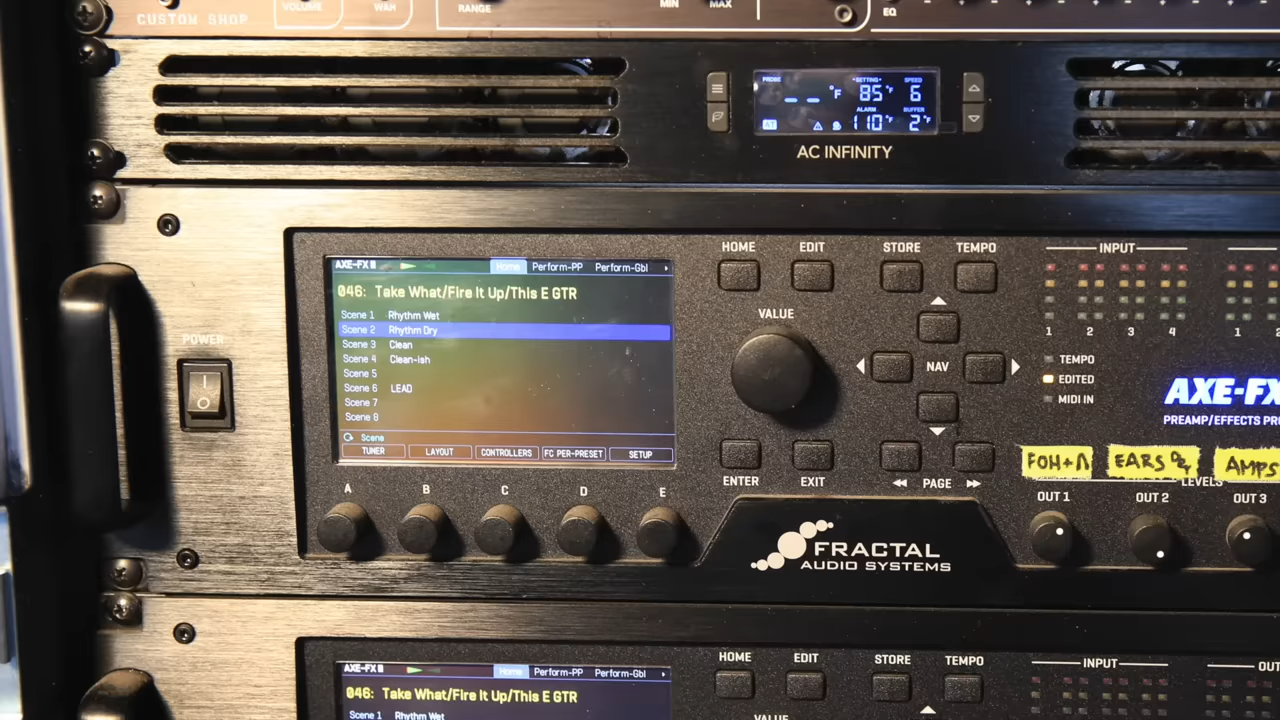 CUSTOM SHOP
VOLUME
WAH
RANGE
MIN
MAX
EQ
PROBE
-- °F
SETTING
85°F
SPEED
6
AI
ALARM
110°F
BUFFER
2°F
AC INFINITY
POWER
AXE-FX III
Home
Perform-PP
Perform-Gbl
046: Take What/Fire It Up/This E GTR
Scene 1 Rhythm Wet
Scene 2 Rhythm Dry
Scene 3 Clean
Scene 4 Clean-ish
Scene 5
Scene 6 LEAD
Scene 7
Scene 8
Scene
TUNER
LAYOUT
CONTROLLERS
FC PER-PRESET
SETUP
A B C D E
HOME
EDIT
STORE
TEMPO
VALUE
NAV
ENTER
EXIT
PAGE
INPUT
1 2 3 4
1 2
TEMPO
EDITED
MIDI IN
AXE-FX
PREAMP/EFFECTS
FOH+
EARS
AMPS
LEVELS
OUT 1
OUT 2
OUT 3
FRACTAL
AUDIO SYSTEMS
AXE-FX III
Home
Perform-PP
Perform-Gbl
046: Take What/Fire It Up/This E GTR
Scene 1 Rhythm Wet
HOME
EDIT
STORE
TEMPO
VALUE
INPUT